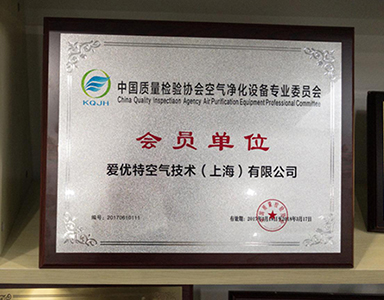 中国质量检验协会空气净化设备专业委员会
China Quality Inspectiaon Agency Air Purification Equipment Professional Committee
KQJH
会员单位
爱优特空气技术（上海）有限公司
编号：20170610111
有效期：